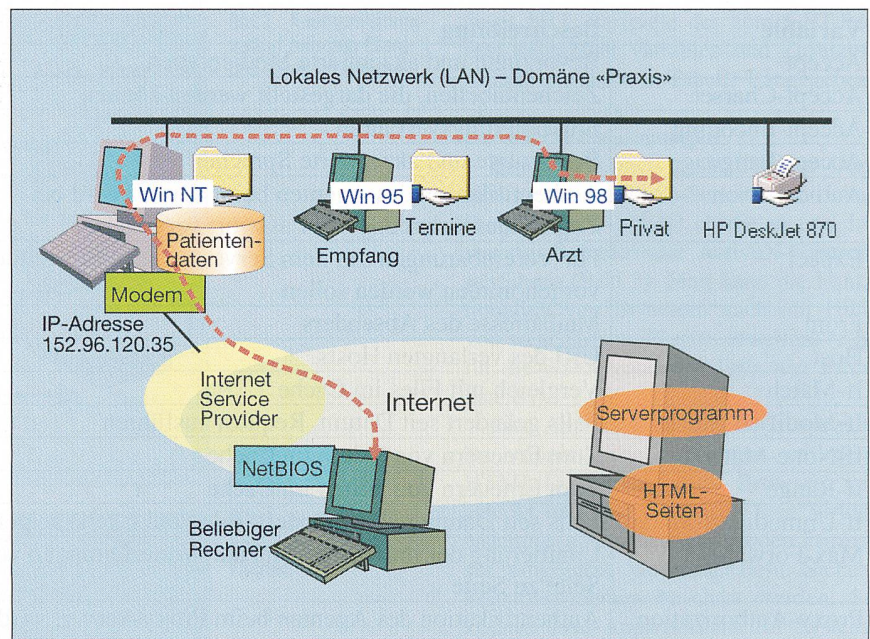 Lokales Netzwerk (LAN) – Domäne «Praxis»
Win NT
Win 95
Termine
Win 98
Privat
HP DeskJet 870
Empfang
Arzt
Patienten-
daten
Modem
IP-Adresse
152.96.120.35
Internet
Service
Provider
Internet
Serverprogramm
NetBIOS
HTML-
Seiten
Beliebiger
Rechner